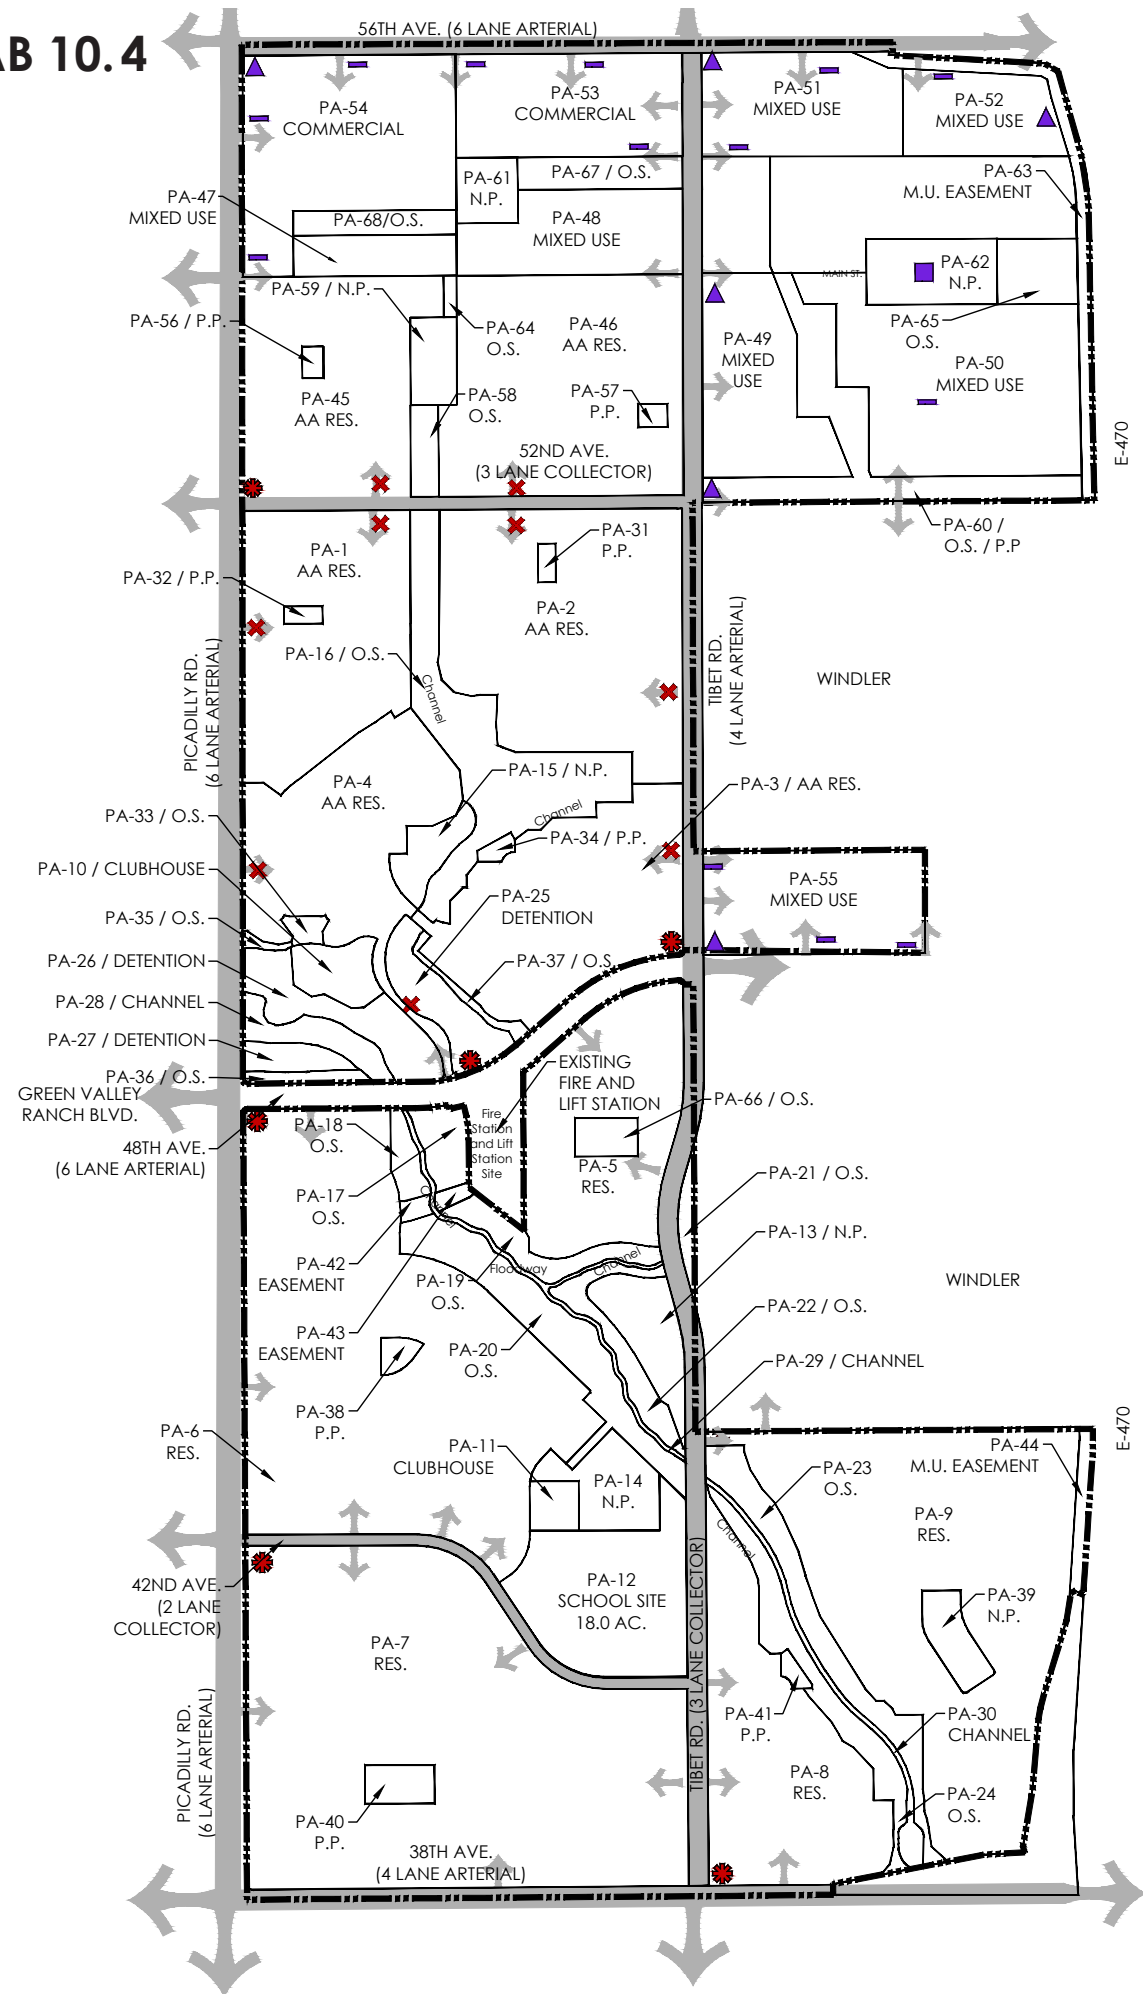 AB 10.4
56TH AVE. (6 LANE ARTERIAL)
PA-54
COMMERCIAL
PA-53
COMMERCIAL
PA-51
MIXED USE
PA-52
MIXED USE
PA-47
MIXED USE
PA-68/O.S.
PA-61
N.P.
PA-67 / O.S.
PA-48
MIXED USE
PA-63
M.U. EASEMENT
MAIN ST.
PA-62
N.P.
PA-59 / N.P.
PA-56 / P.P.
PA-64
O.S.
PA-46
AA RES.
PA-49
MIXED
USE
PA-65
O.S.
PA-50
MIXED USE
PA-45
AA RES.
PA-58
O.S.
PA-57
P.P.
52ND AVE.
(3 LANE COLLECTOR)
E-470
PA-60 /
O.S. / P.P
PA-1
AA RES.
PA-31
P.P.
PA-32 / P.P.
PA-2
AA RES.
PICADILLY RD.
(6 LANE ARTERIAL)
PA-16 / O.S.
Channel
TIBET RD.
(4 LANE ARTERIAL)
WINDLER
PA-4
AA RES.
PA-15 / N.P.
PA-3 / AA RES.
PA-33 / O.S.
Channel
PA-34 / P.P.
PA-10 / CLUBHOUSE
PA-25
DETENTION
PA-55
MIXED USE
PA-35 / O.S.
PA-26 / DETENTION
PA-37 / O.S.
PA-28 / CHANNEL
PA-27 / DETENTION
PA-36 / O.S.
EXISTING
FIRE AND
LIFT STATION
GREEN VALLEY
RANCH BLVD.
PA-66 / O.S.
48TH AVE.
(6 LANE ARTERIAL)
PA-18
O.S.
Fire
Station
and Lift
Station
Site
PA-5
RES.
PA-21 / O.S.
PA-17
O.S.
Channel
PA-13 / N.P.
PA-42
EASEMENT
PA-19
O.S.
Floodway
Channel
WINDLER
PA-22 / O.S.
PA-43
EASEMENT
PA-20
O.S.
PA-29 / CHANNEL
PA-38
P.P.
PA-6
RES.
PA-11
CLUBHOUSE
PA-14
N.P.
PA-23
O.S.
PA-44
M.U. EASEMENT
E-470
PA-9
RES.
Channel
42ND AVE.
(2 LANE
COLLECTOR)
PA-12
SCHOOL SITE
18.0 AC.
PA-39
N.P.
PA-7
RES.
TIBET RD. (3 LANE COLLECTOR)
PICADILLY RD.
(6 LANE ARTERIAL)
PA-41
P.P.
PA-30
CHANNEL
PA-8
RES.
PA-24
O.S.
PA-40
P.P.
38TH AVE.
(4 LANE ARTERIAL)